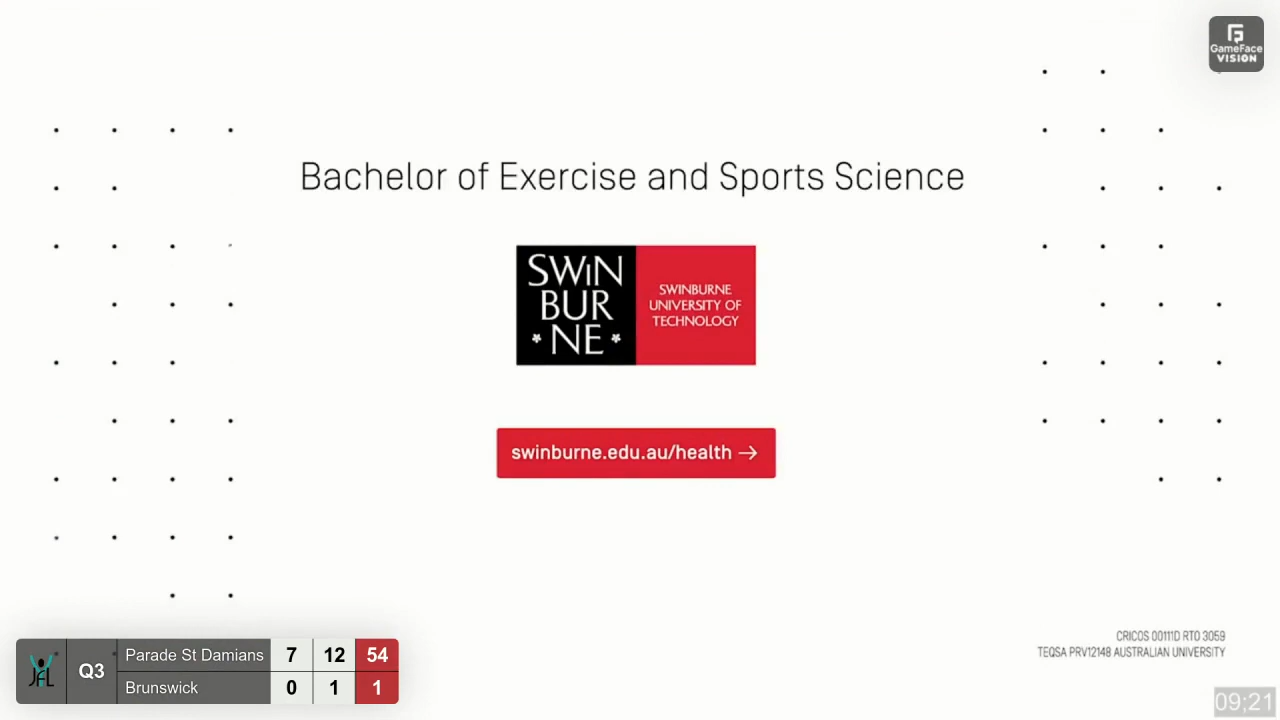 GameFace
VISION
Bachelor of Exercise and Sports Science
SWiN
BUR
NE
SWINBURNE
UNIVERSITY OF
TECHNOLOGY
swinburne.edu.au/health →
CRICOS 00111D RTO 3059
TEQSA PRV12148 AUSTRALIAN UNIVERSITY
JFL Q3 Parade St Damians 7 12 54
Brunswick 0 1 1
09;21